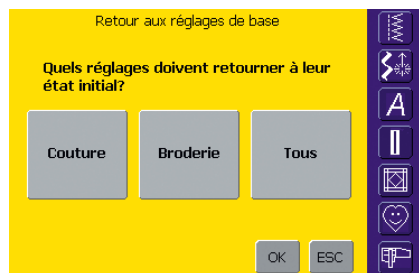 Retour aux réglages de base
Quels réglages doivent retourner à leur
état initial?
Couture Broderie Tous
A
OK ESC